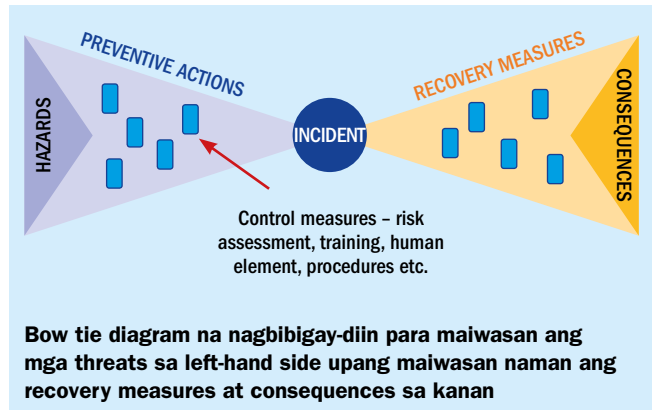 PREVENTIVE ACTIONS
RECOVERY MEASURES
HAZARDS
INCIDENT
CONSEQUENCES
Control measures – risk
assessment, training, human
element, procedures etc.
Bow tie diagram na nagbibigay-diin para maiwasan ang
mga threats sa left-hand side upang maiwasan naman ang
recovery measures at consequences sa kanan